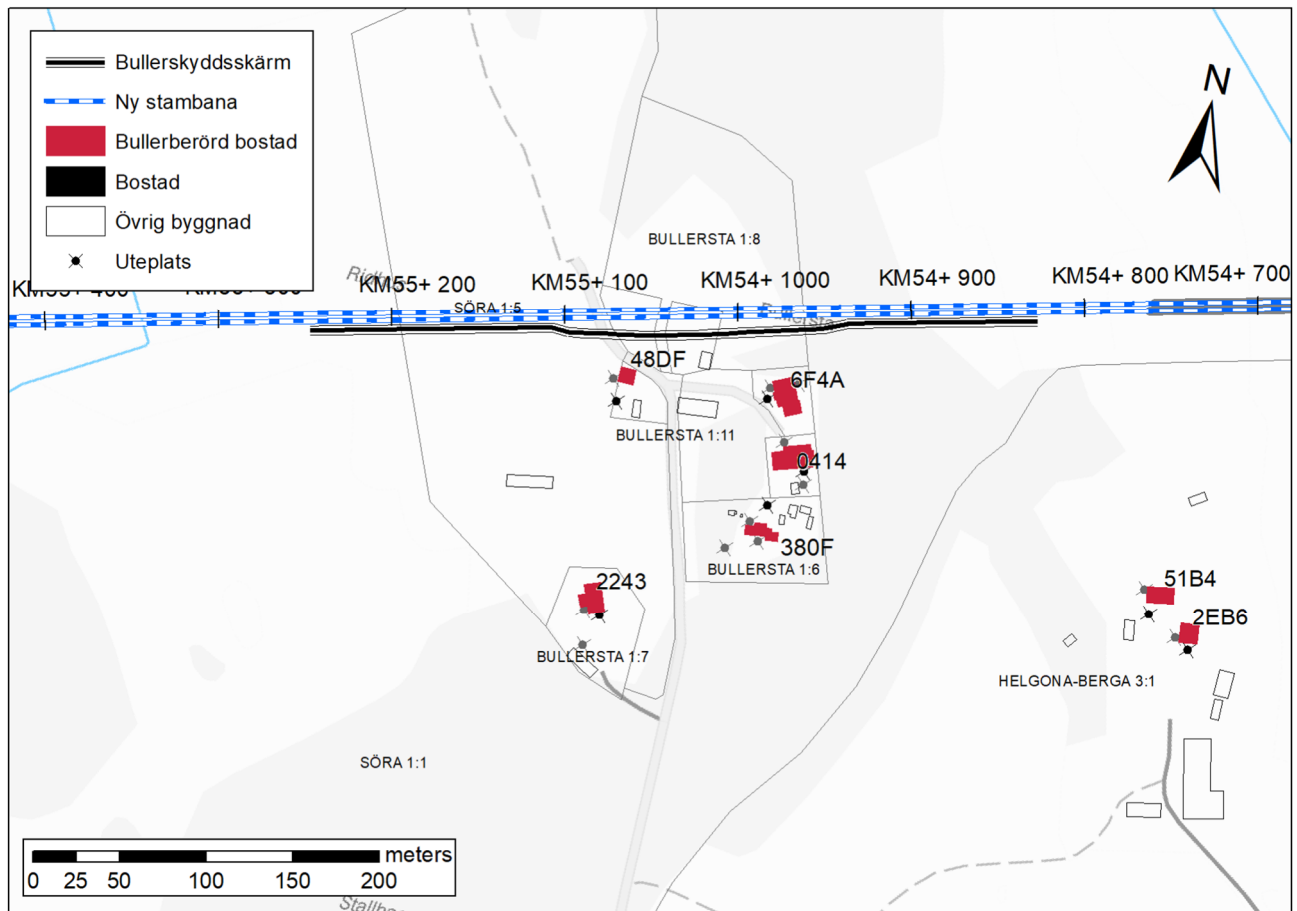 N
Bullerskyddsskärm
Ny stambana
Bullerberörd bostad
Bostad
Övrig byggnad
Uteplats
BULLERSTA 1:8
KM55+ 200
KM55+ 100
KM54+ 1000
KM54+ 900
KM54+ 800
KM54+ 700
SÖRA 1:5
48DF
6F4A
BULLERSTA 1:11
0414
380F
BULLERSTA 1:6
2243
BULLERSTA 1:7
51B4
2EB6
HELGONA-BERGA 3:1
SÖRA 1:1
meters
0 25 50 100 150 200